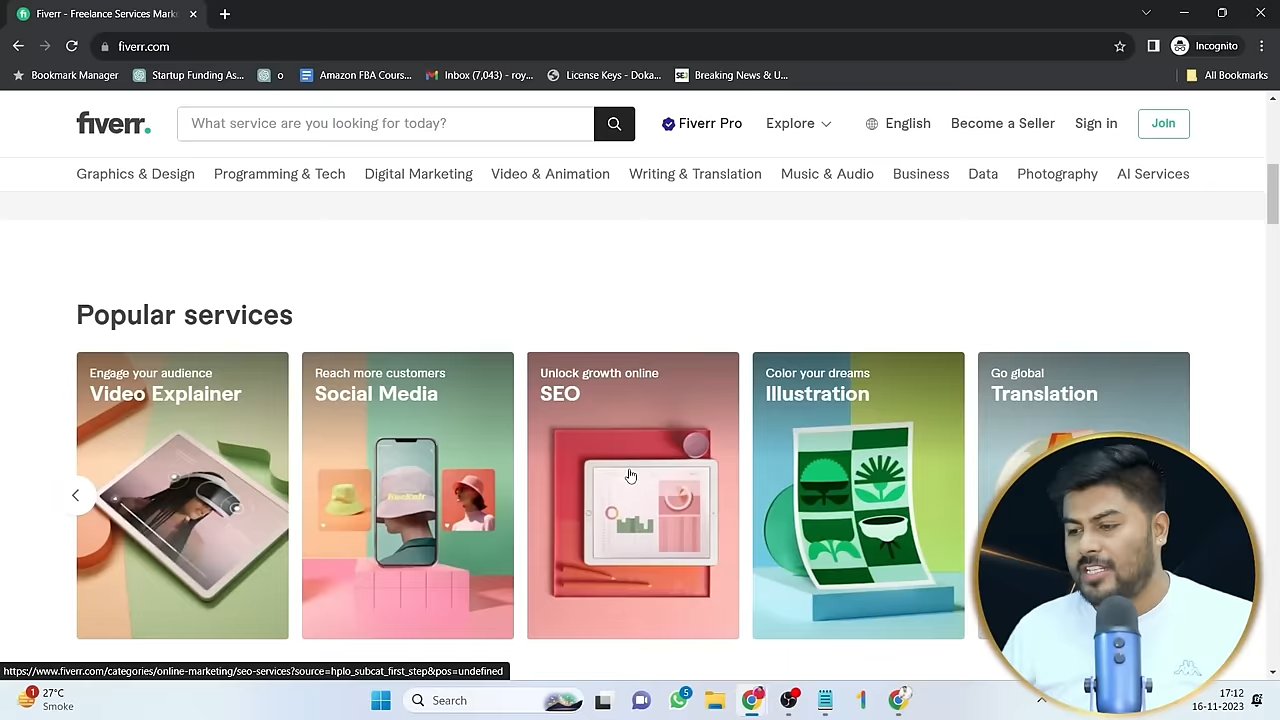 Fiverr - Freelance Services Mark
fiverr.com
Incognito
Bookmark Manager
Startup Funding As...
o
Amazon FBA Cours...
Inbox (7,043) - roy...
License Keys - Doka...
SEJ
Breaking News & U...
All Bookmarks
fiverr.
What service are you looking for today?
Fiverr Pro
Explore
English
Become a Seller
Sign in
Join
Graphics & Design
Programming & Tech
Digital Marketing
Video & Animation
Writing & Translation
Music & Audio
Business
Data
Photography
AI Services
Popular services
Engage your audience
Video Explainer
Reach more customers
Social Media
Unlock growth online
SEO
Color your dreams
Illustration
Go global
Translation
https://www.fiverr.com/categories/online-marketing/seo-services?source=hplo_subcat_first_step&pos=undefined
1
27°C
Smoke
Search
5
17:12
16-11-2023